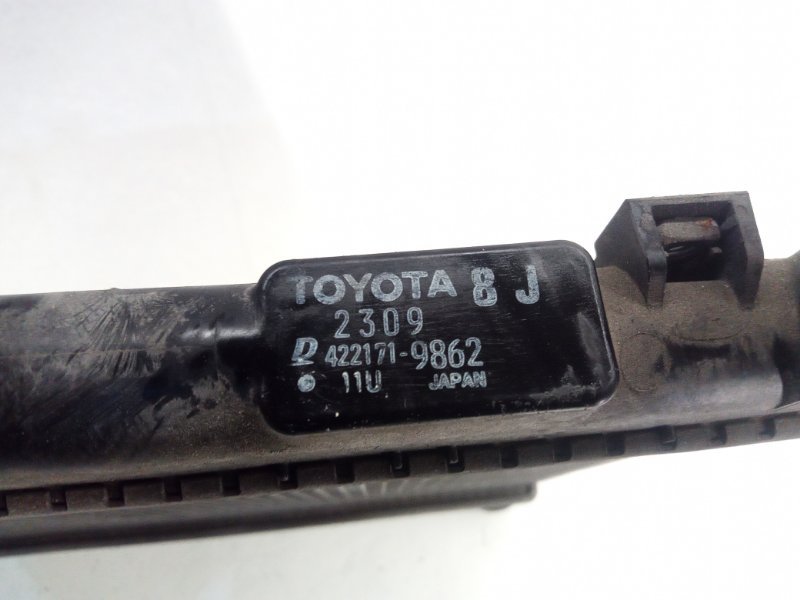 TOYOTA 8 J
2309
D 422171-9862
11U JAPAN